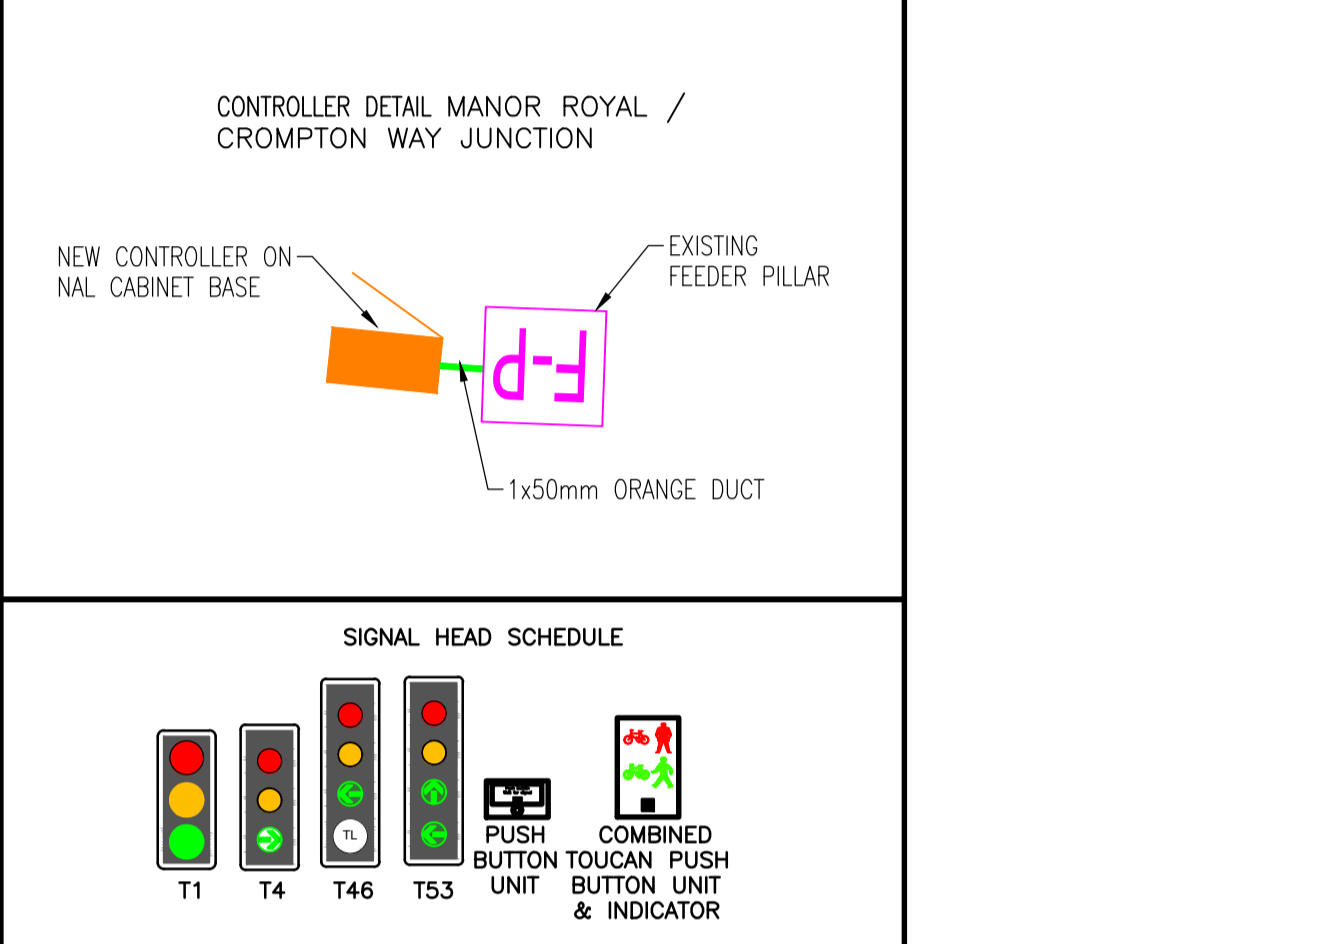 CONTROLLER DETAIL MANOR ROYAL /
CROMPTON WAY JUNCTION
NEW CONTROLLER ON
NAL CABINET BASE
EXISTING
FEEDER PILLAR
F-P
1x50mm ORANGE DUCT
SIGNAL HEAD SCHEDULE
TL
T1
T4
T46
T53
PUSH
BUTTON
UNIT
COMBINED
TOUCAN PUSH
BUTTON UNIT
& INDICATOR